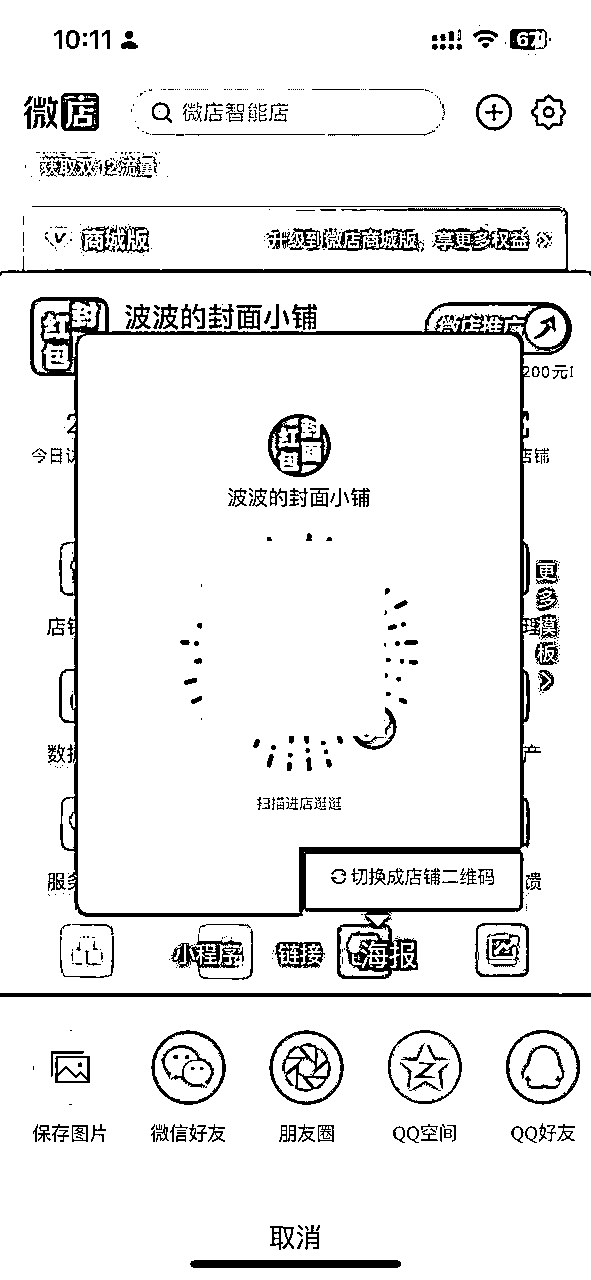 10:11
67
微店
微店智能店
获取双12流量
商城版
升级到微店商城版，享更多权益
红包封面
波波的封面小铺
微店推广
200元!
今日访
店铺
红包封面
波波的封面小铺
更多模板
店铺
理
数据
产
扫描进店逛逛
服务
切换成店铺二维码
馈
小程序
链接
海报
保存图片
微信好友
朋友圈
QQ空间
QQ好友
取消